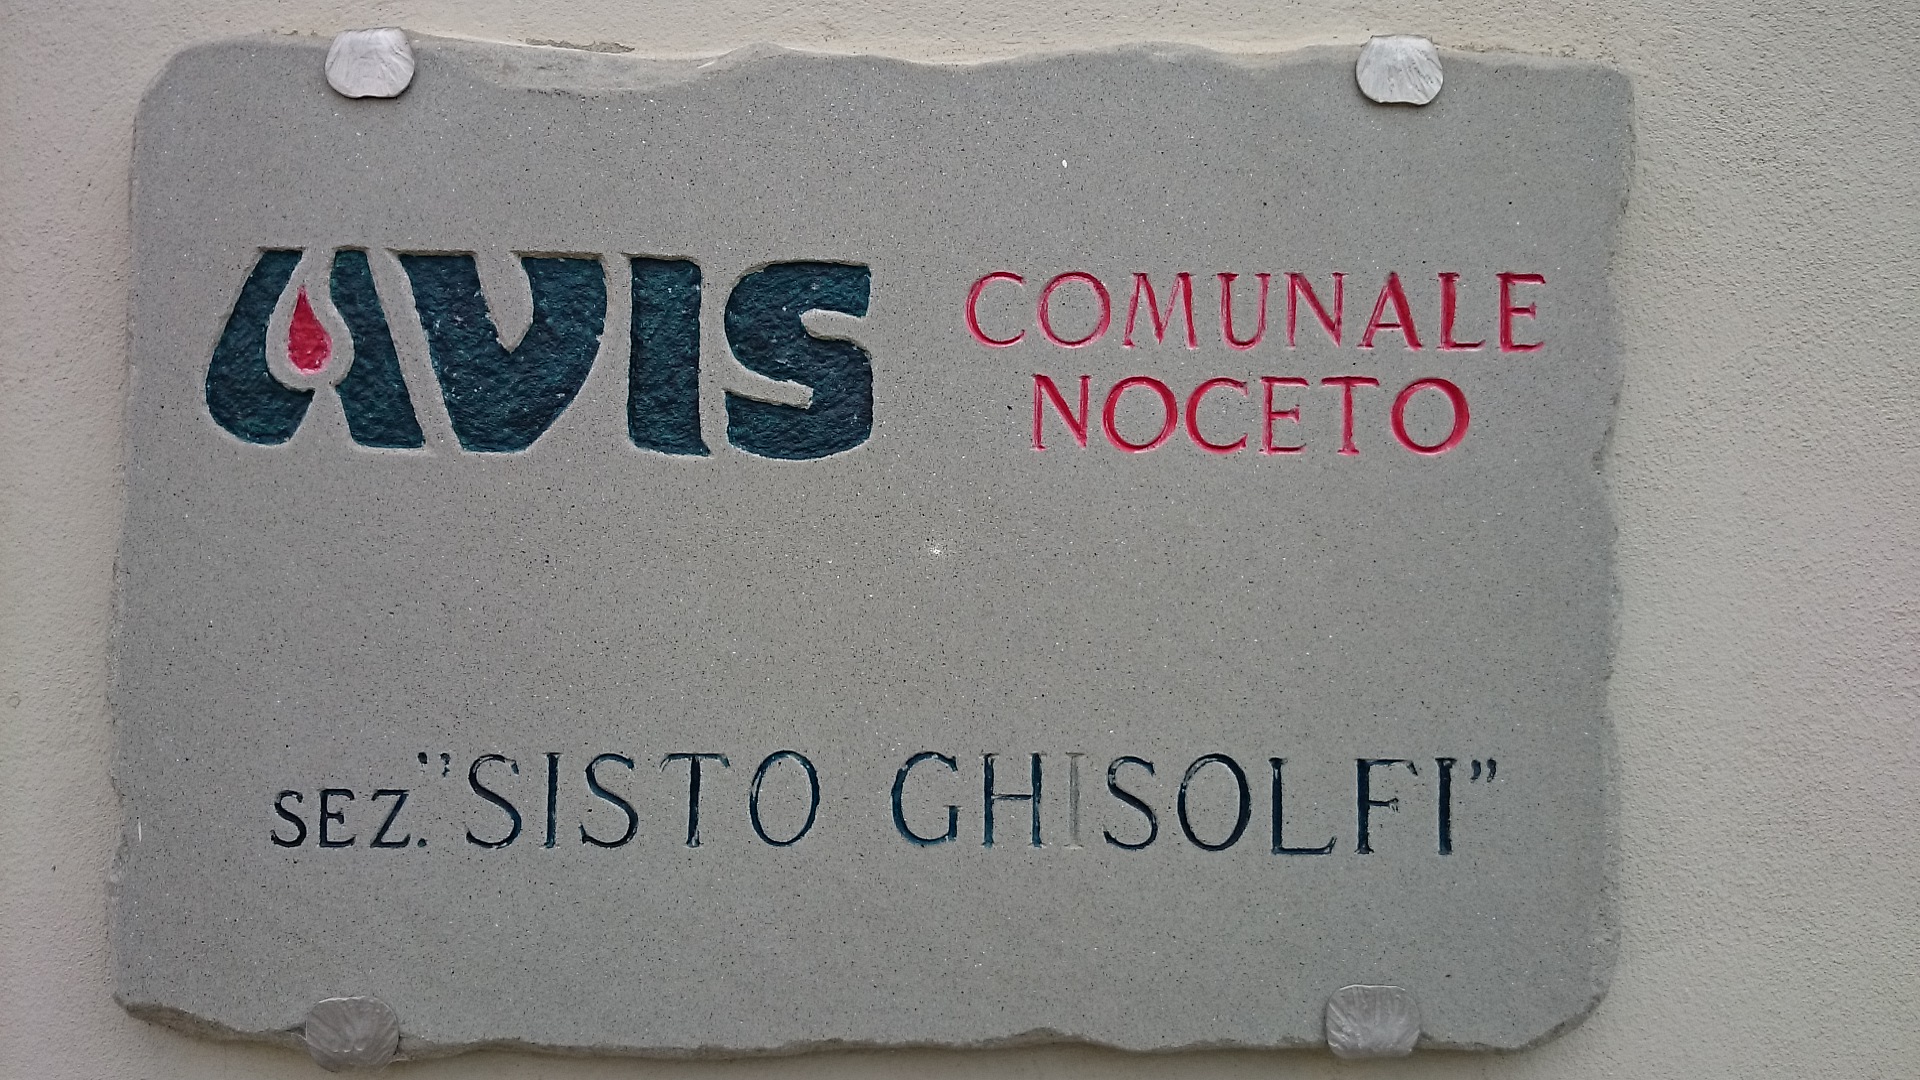 AVIS COMUNALE
NOCETO
SEZ. "SISTO GHISOLFI"